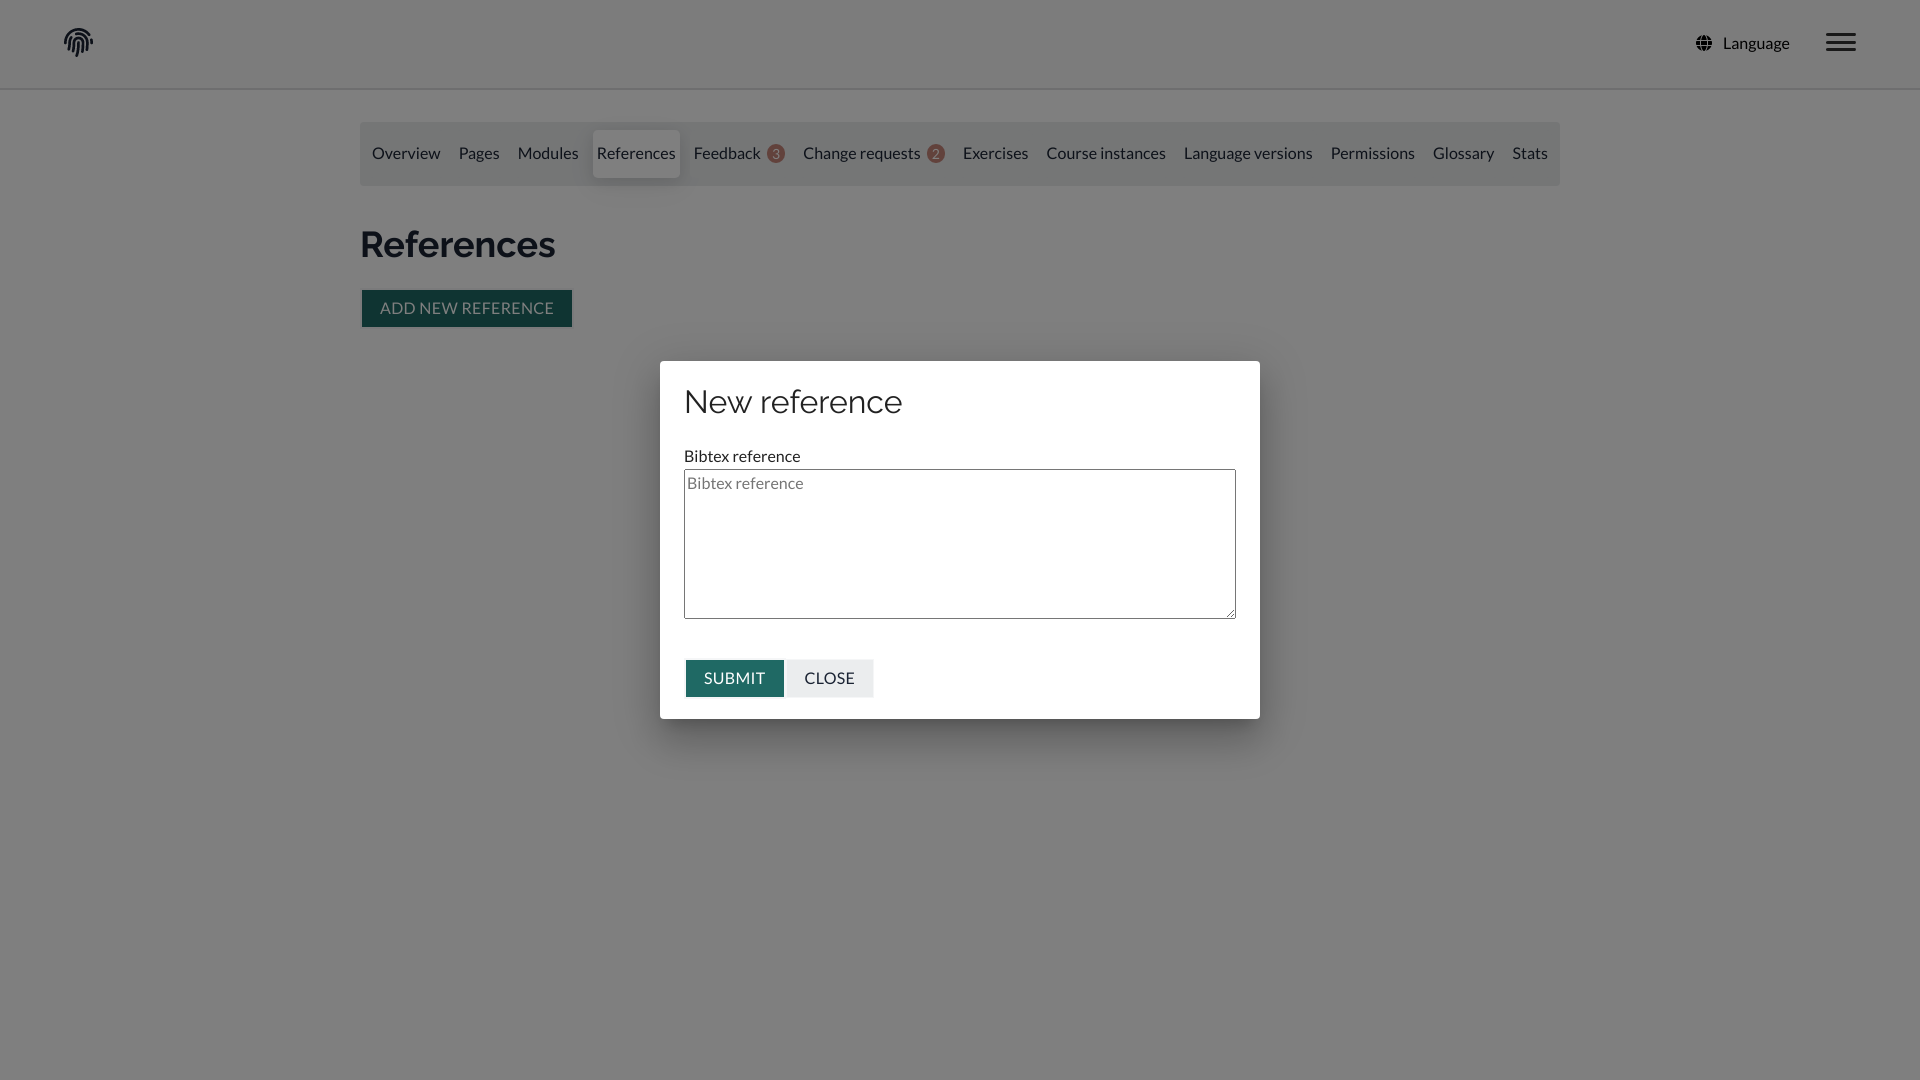 Language
Overview Pages Modules References Feedback 3 Change requests 2 Exercises Course instances Language versions Permissions Glossary Stats
References
ADD NEW REFERENCE
New reference
Bibtex reference
Bibtex reference
SUBMIT CLOSE